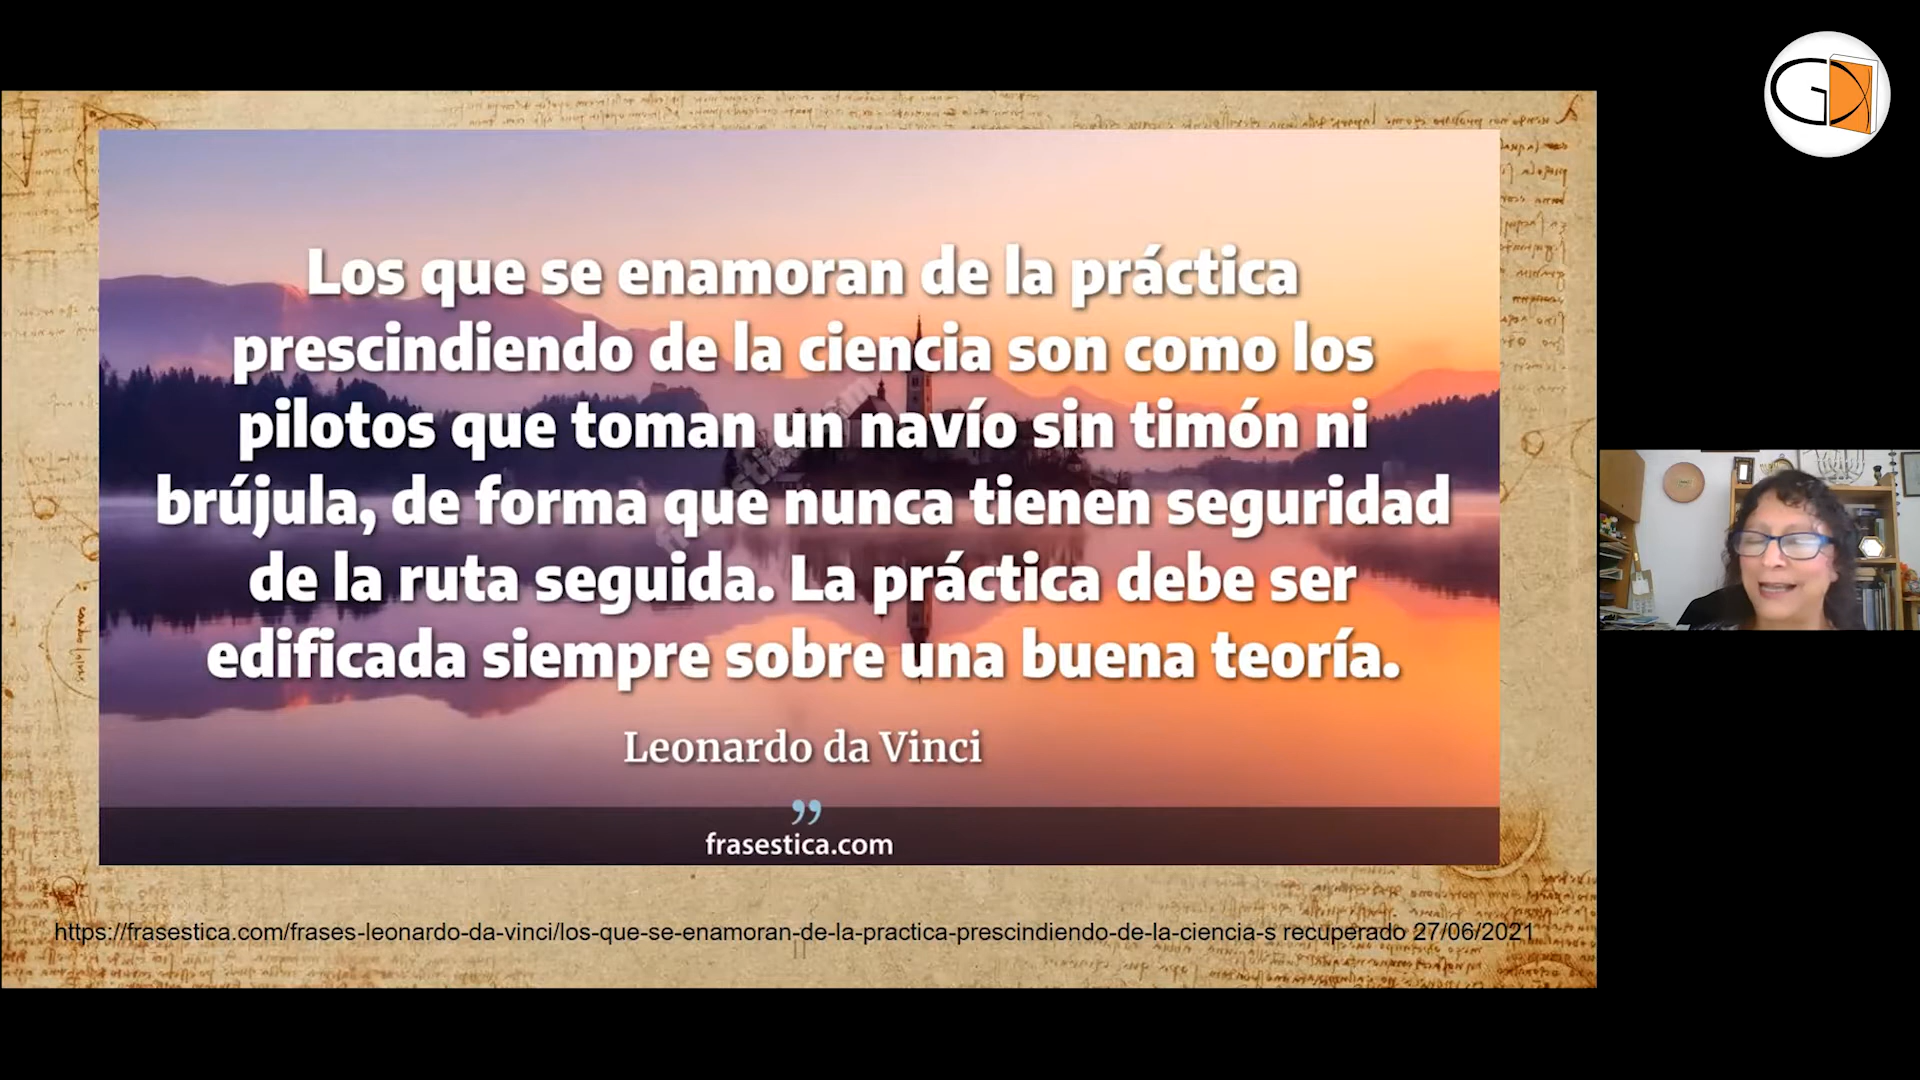 Los que se enamoran de la práctica
prescindiendo de la ciencia son como los
pilotos que toman un navío sin timón ni
brújula, de forma que nunca tienen seguridad
de la ruta seguida. La práctica debe ser
edificada siempre sobre una buena teoría.
Leonardo da Vinci
”
frasestica.com
https://frasestica.com/frases-leonardo-da-vinci/los-que-se-enamoran-de-la-practica-prescindiendo-de-la-ciencia-s recuperado 27/06/2021